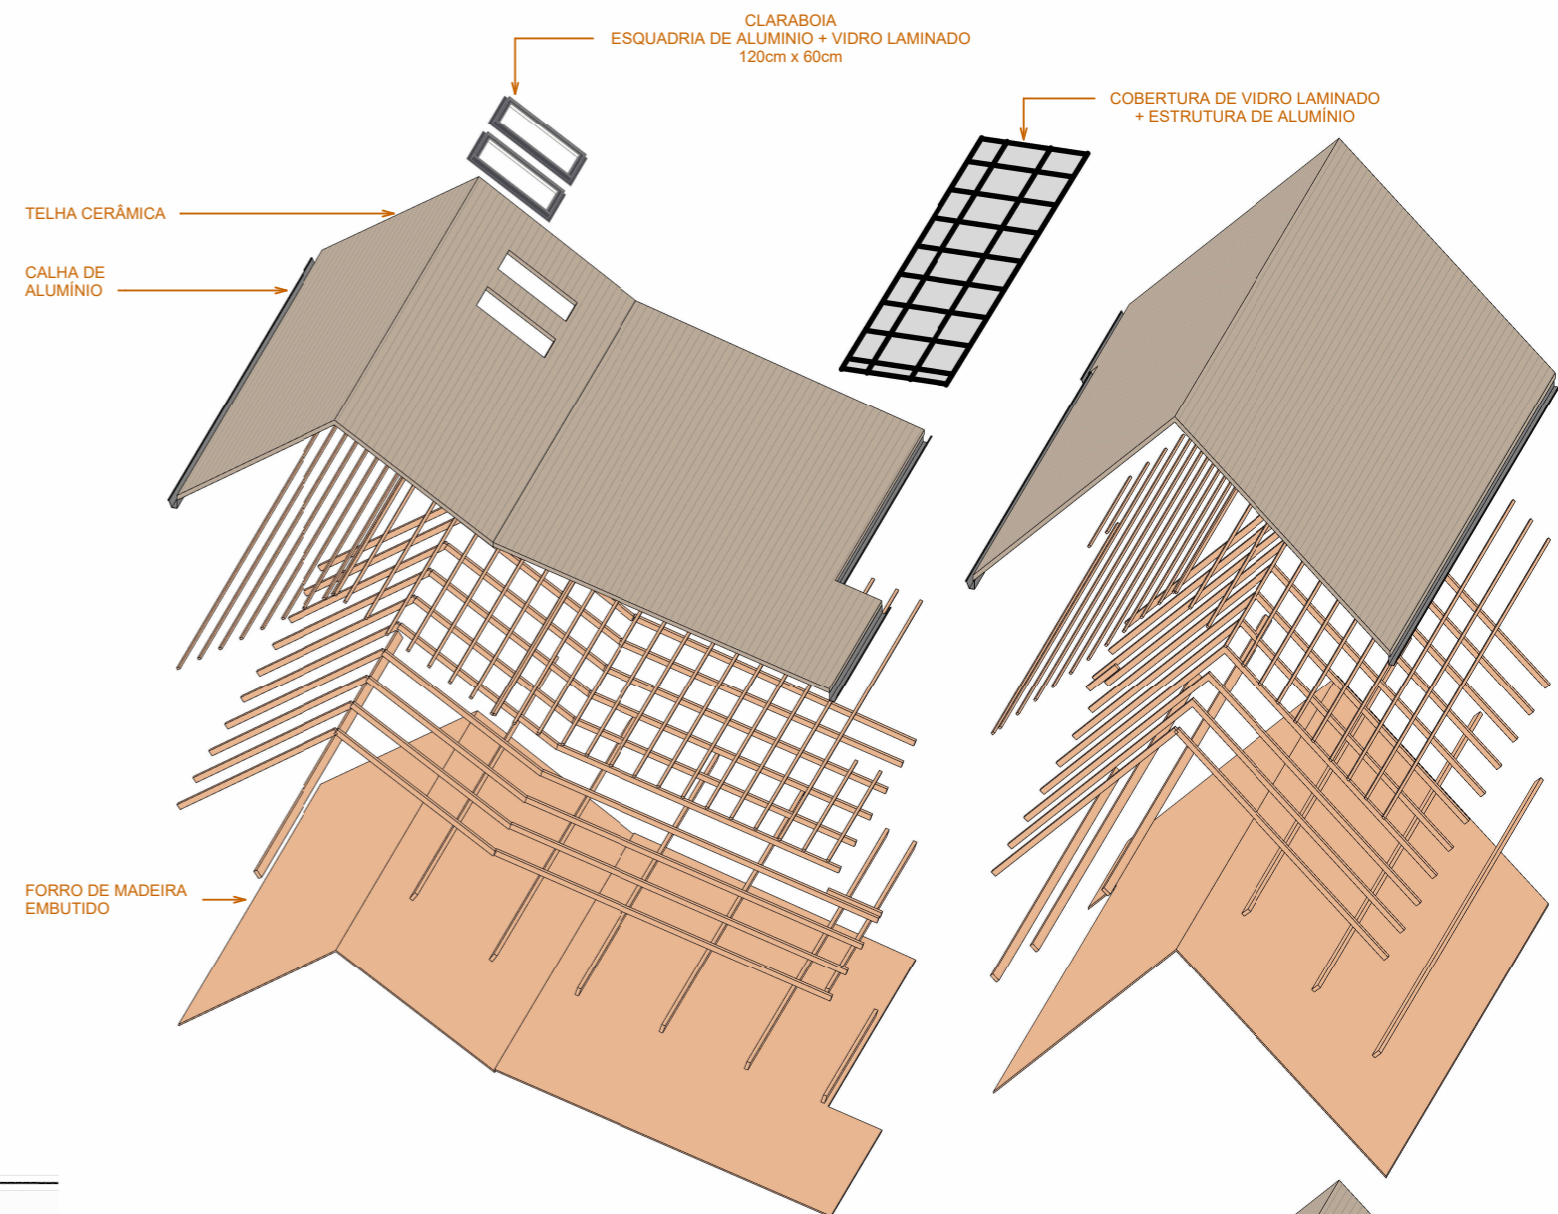 CLARABOIA
ESQUADRIA DE ALUMINIO + VIDRO LAMINADO
120cm x 60cm
COBERTURA DE VIDRO LAMINADO
+ ESTRUTURA DE ALUMÍNIO
TELHA CERÂMICA
CALHA DE
ALUMÍNIO
FORRO DE MADEIRA
EMBUTIDO